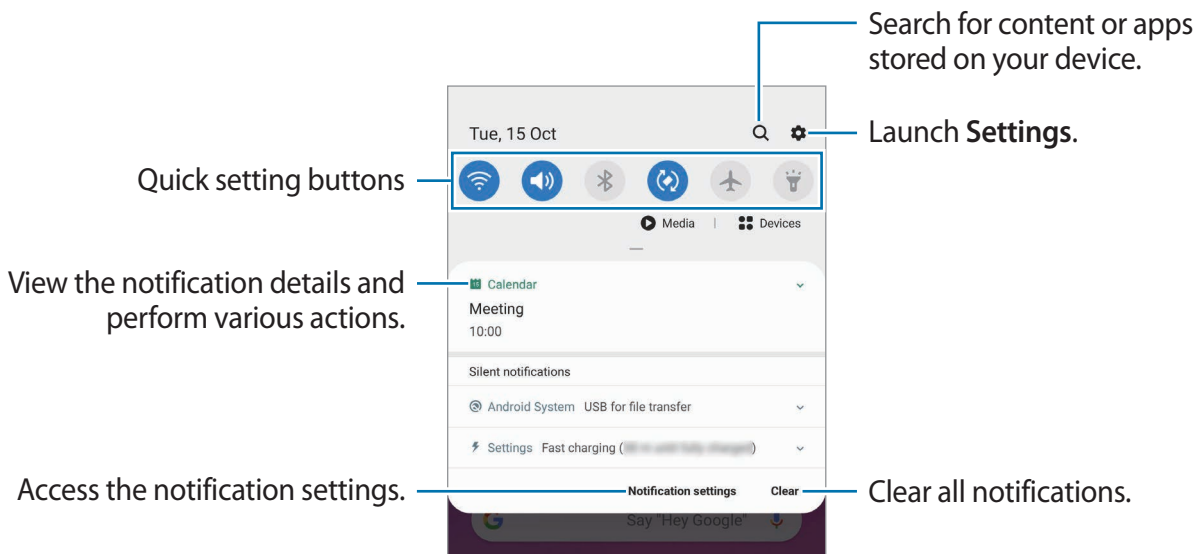 Search for content or apps
stored on your device.
Tue, 15 Oct
Launch Settings.
Quick setting buttons
Media | Devices
View the notification details and
perform various actions.
Calendar
Meeting
10:00
Silent notifications
Android System USB for file transfer
Settings Fast charging ( )
Access the notification settings.
Notification settings Clear
Clear all notifications.
G Say "Hey Google"